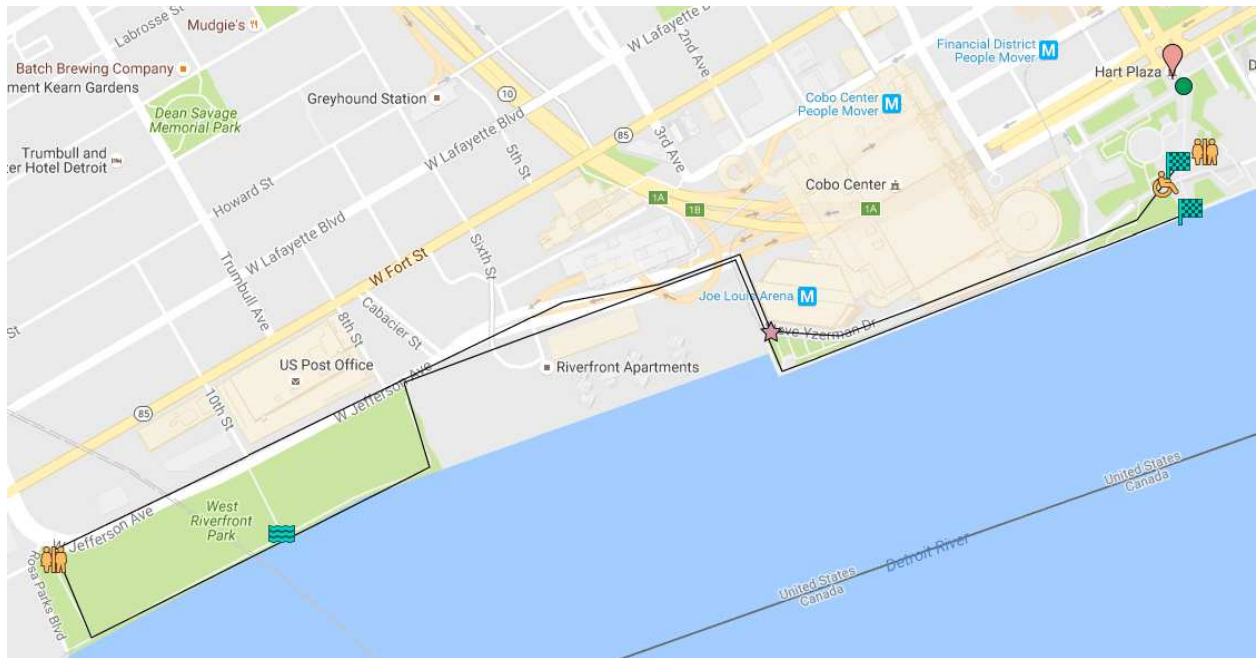 Labrosse St
Mudgie's
W Lafayette Blvd
2nd Ave
Financial District
People Mover
M
Hart Plaza
D
Batch Brewing Company
ment Kearn Gardens
Greyhound Station
10
Cobo Center
People Mover
M
Dean Savage
Memorial Park
W Lafayette Blvd
5th St
85
3rd Ave
Trumbull and
ter Hotel Detroit
Howard St
1A
1B
1A
Cobo Center
W Lafayette Blvd
Trumbull Ave
W Fort St
Sixth St
Joe Louis Arena
M
eve Yzerman Dr
St
8th St
Cabacier St
US Post Office
Riverfront Apartments
10th St
W Jefferson Ave
85
United States
Canada
West
Riverfront
Park
W Jefferson Ave
Rosa Parks Blvd
Detroit River
United States
Canada